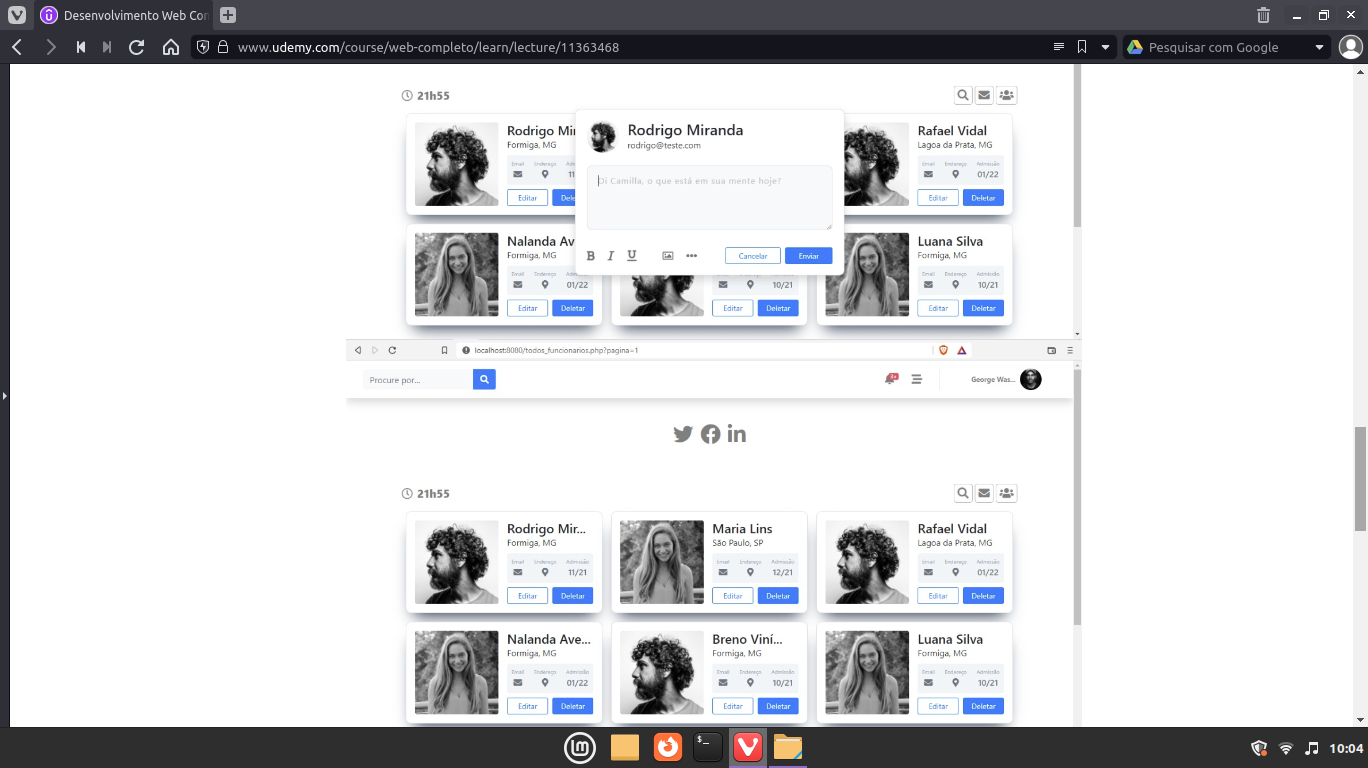 Desenvolvimento Web Con
www.udemy.com/course/web-completo/learn/lecture/11363468
Pesquisar com Google
21h55
Rodrigo Mir
Formiga, MG
Email Endereço Admissão
11
Editar Dele
Rodrigo Miranda
rodrigo@teste.com
Oi Camilla, o que está em sua mente hoje?
B I U
Cancelar Enviar
Rafael Vidal
Lagoa da Prata, MG
Email Endereço Admissão
01/22
Editar Deletar
Nalanda Ave
Formiga, MG
Email Endereço Admissão
01/22
Editar Deletar
10/21
Editar Deletar
Luana Silva
Formiga, MG
Email Endereço Admissão
10/21
Editar Deletar
localhost:8080/todos_funcionarios.php?pagina=1
Procure por...
George Was...
21h55
Rodrigo Mir...
Formiga, MG
Email Endereço Admissão
11/21
Editar Deletar
Maria Lins
São Paulo, SP
Email Endereço Admissão
12/21
Editar Deletar
Rafael Vidal
Lagoa da Prata, MG
Email Endereço Admissão
01/22
Editar Deletar
Nalanda Ave...
Formiga, MG
Email Endereço Admissão
01/22
Editar Deletar
Breno Viní...
Formiga, MG
Email Endereço Admissão
10/21
Editar Deletar
Luana Silva
Formiga, MG
Email Endereço Admissão
10/21
Editar Deletar
10:04